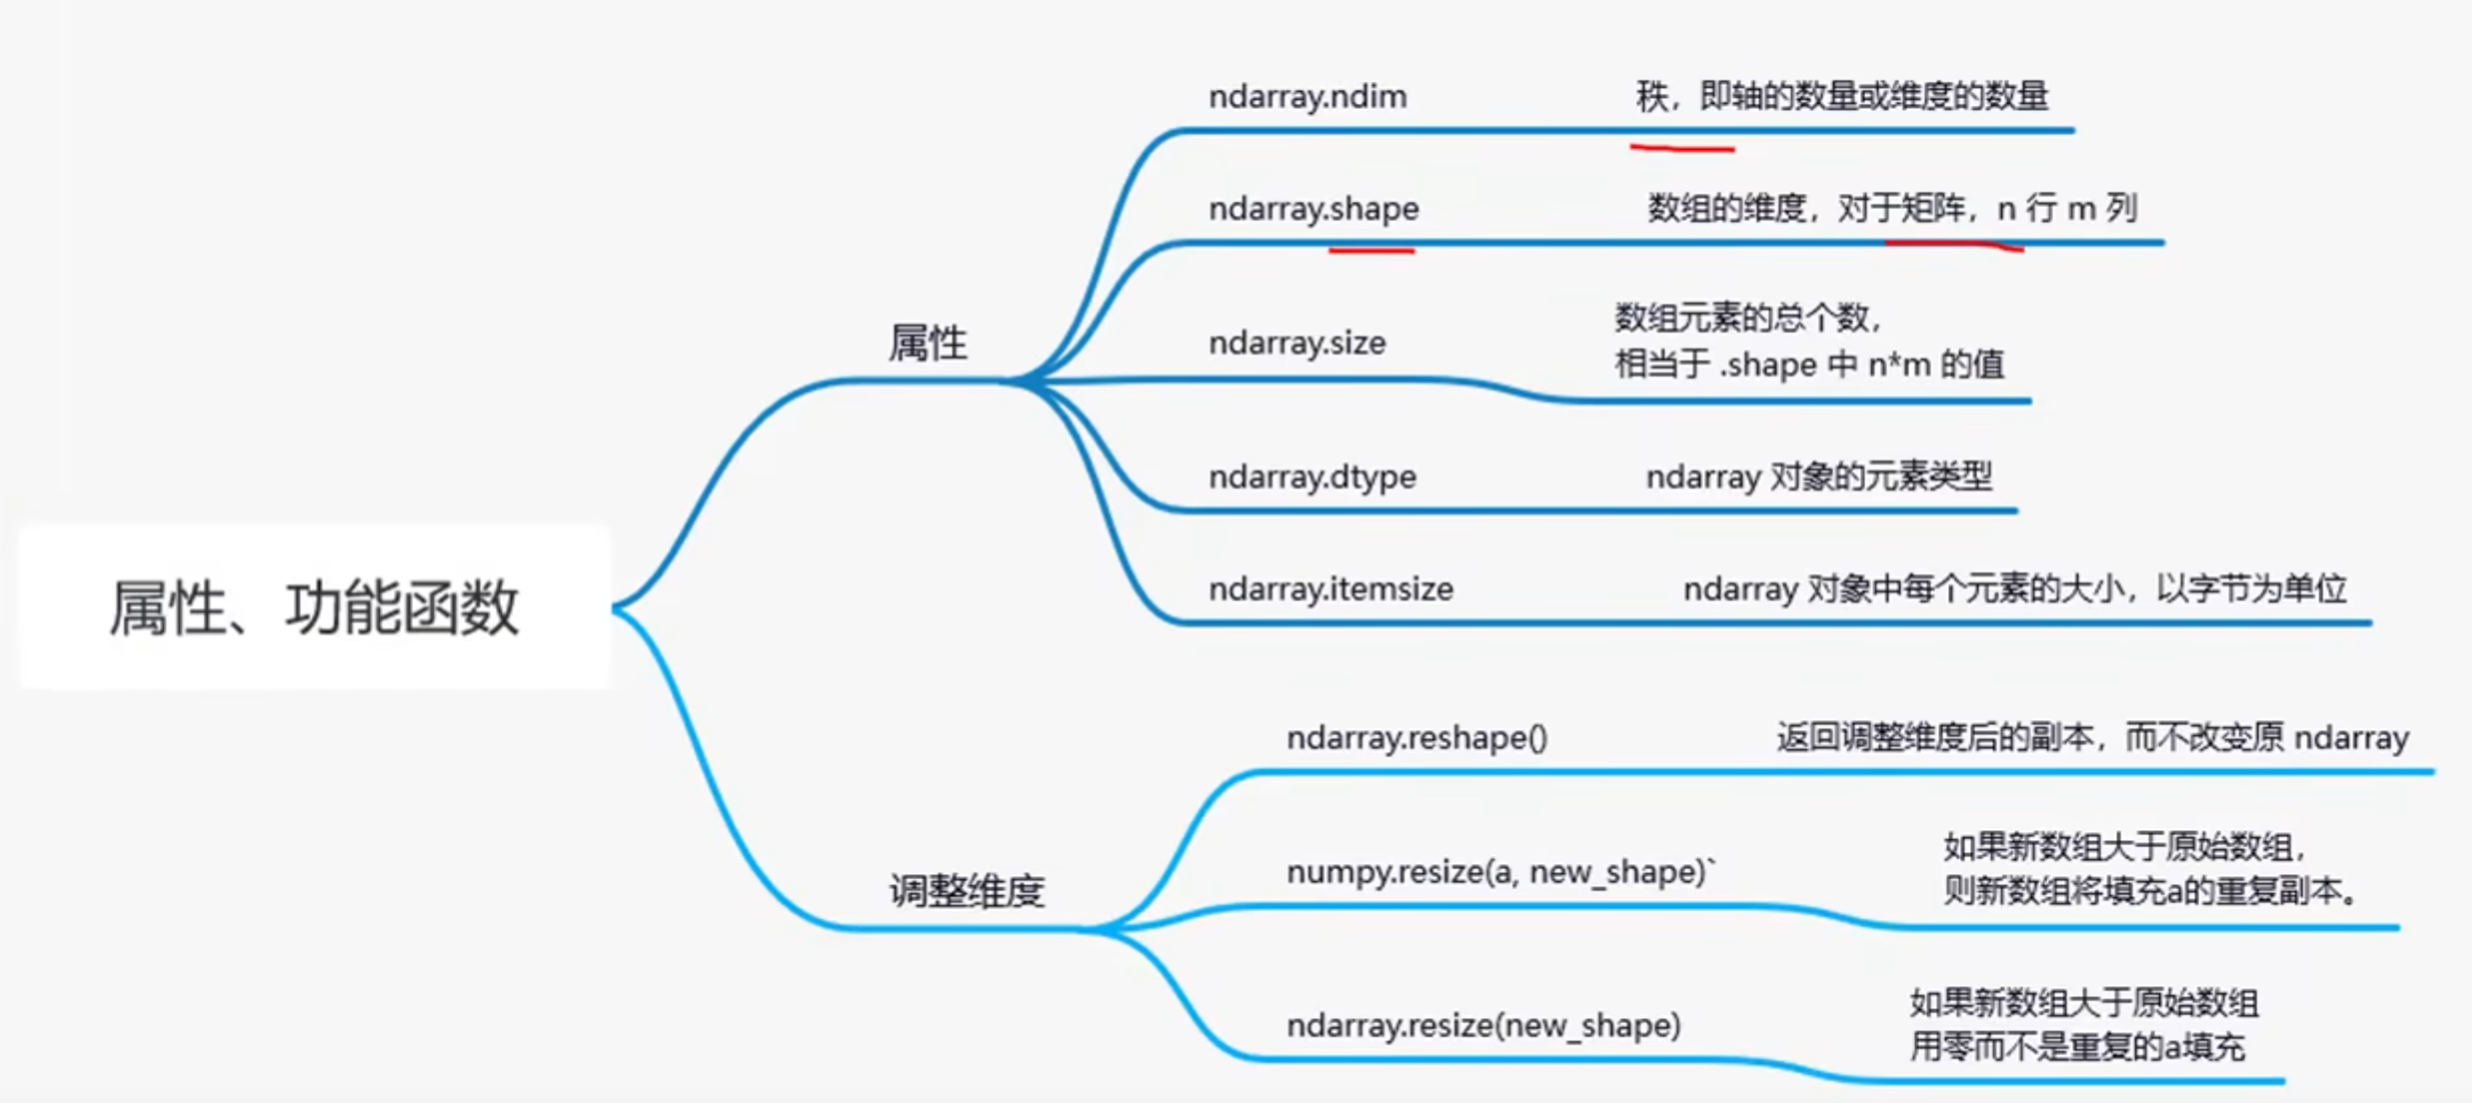 属性、功能函数
属性
ndarray.ndim
秩，即轴的数量或维度的数量
ndarray.shape
数组的维度，对于矩阵，n 行 m 列
ndarray.size
数组元素的总个数，
相当于 .shape 中 n*m 的值
ndarray.dtype
ndarray 对象的元素类型
ndarray.itemsize
ndarray 对象中每个元素的大小，以字节为单位
调整维度
ndarray.reshape()
返回调整维度后的副本，而不改变原 ndarray
numpy.resize(a, new_shape)`
如果新数组大于原始数组，
则新数组将填充a的重复副本。
ndarray.resize(new_shape)
如果新数组大于原始数组
用零而不是重复的a填充